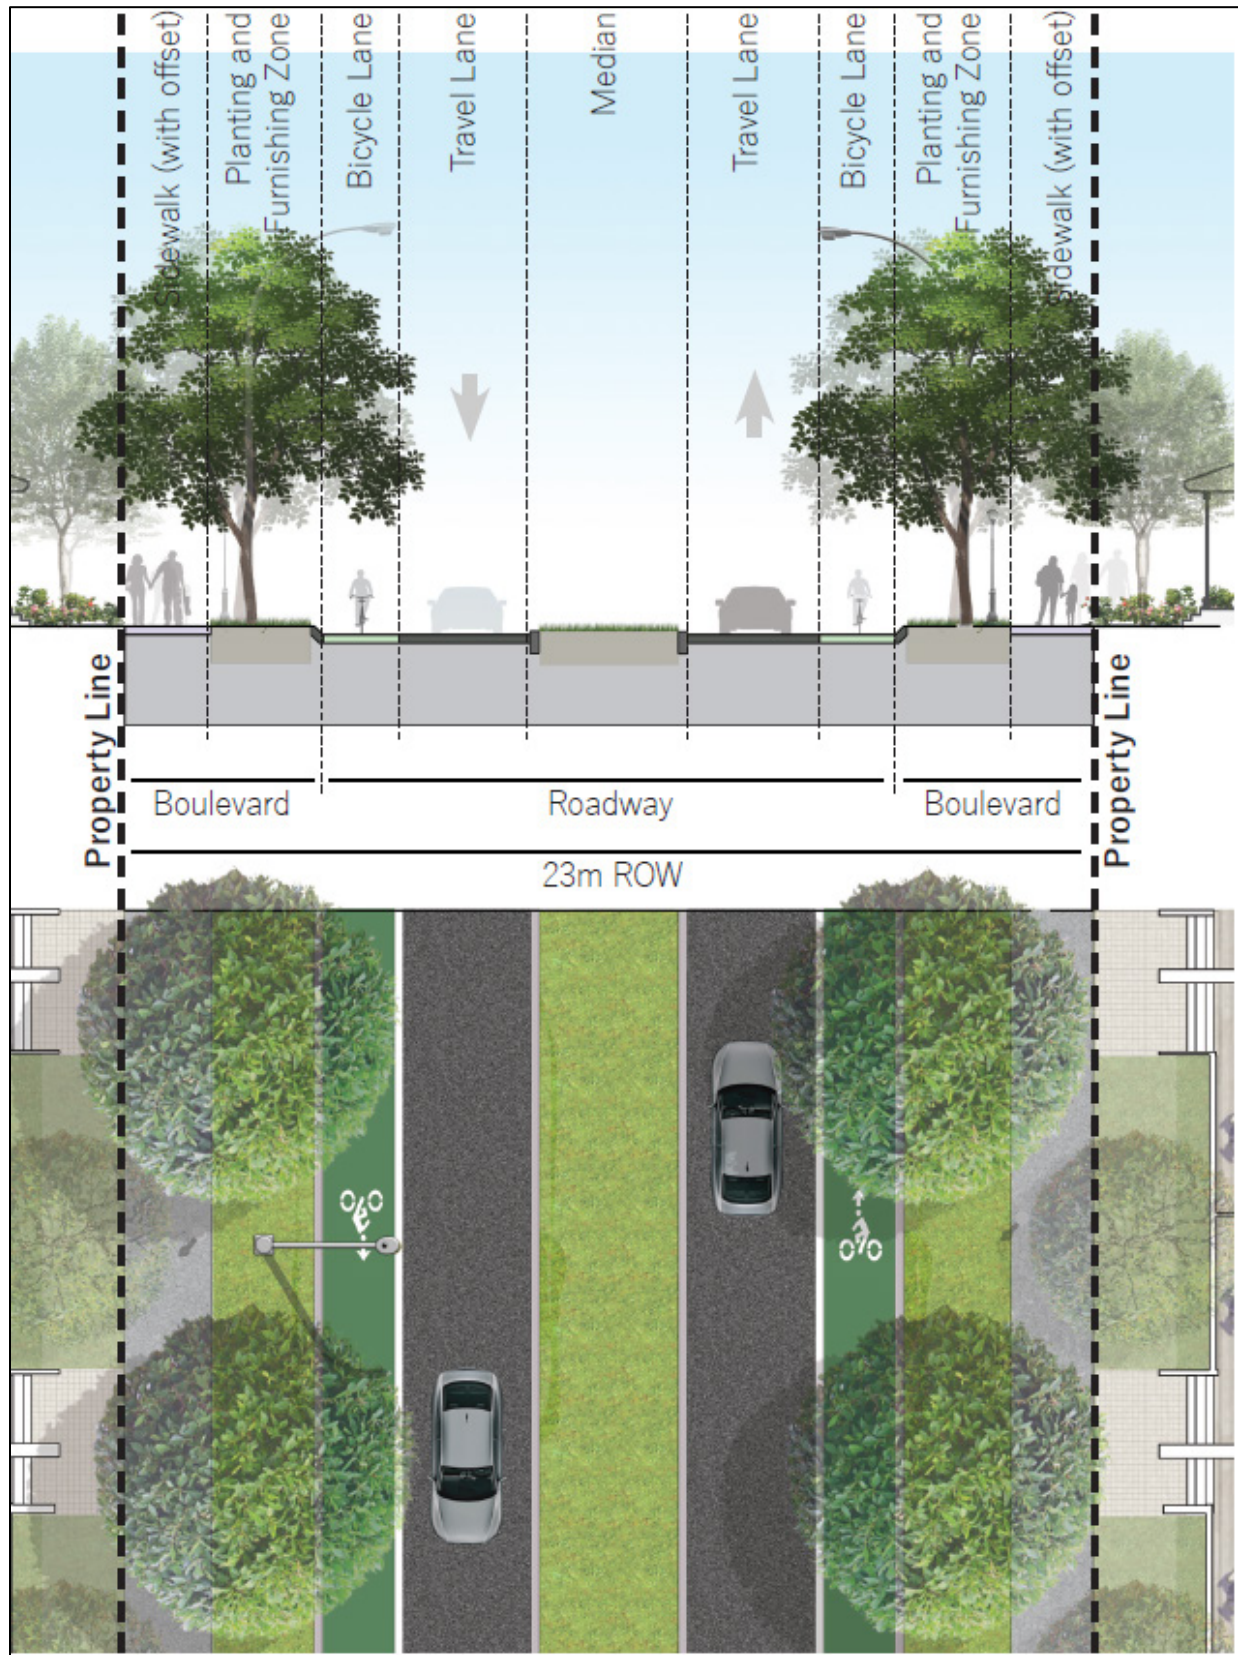 Sidewalk (with offset)
Planting and
Furnishing Zone
Bicycle Lane
Travel Lane
Median
Travel Lane
Bicycle Lane
Planting and
Furnishing Zone
Sidewalk (with offset)
Property Line
Property Line
Boulevard
Roadway
Boulevard
23m ROW